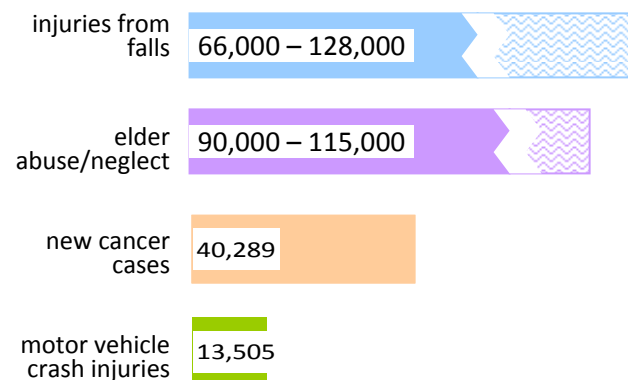 injuries from
falls
66,000 – 128,000
elder
abuse/neglect
90,000 – 115,000
new cancer
cases
40,289
motor vehicle
crash injuries
13,505